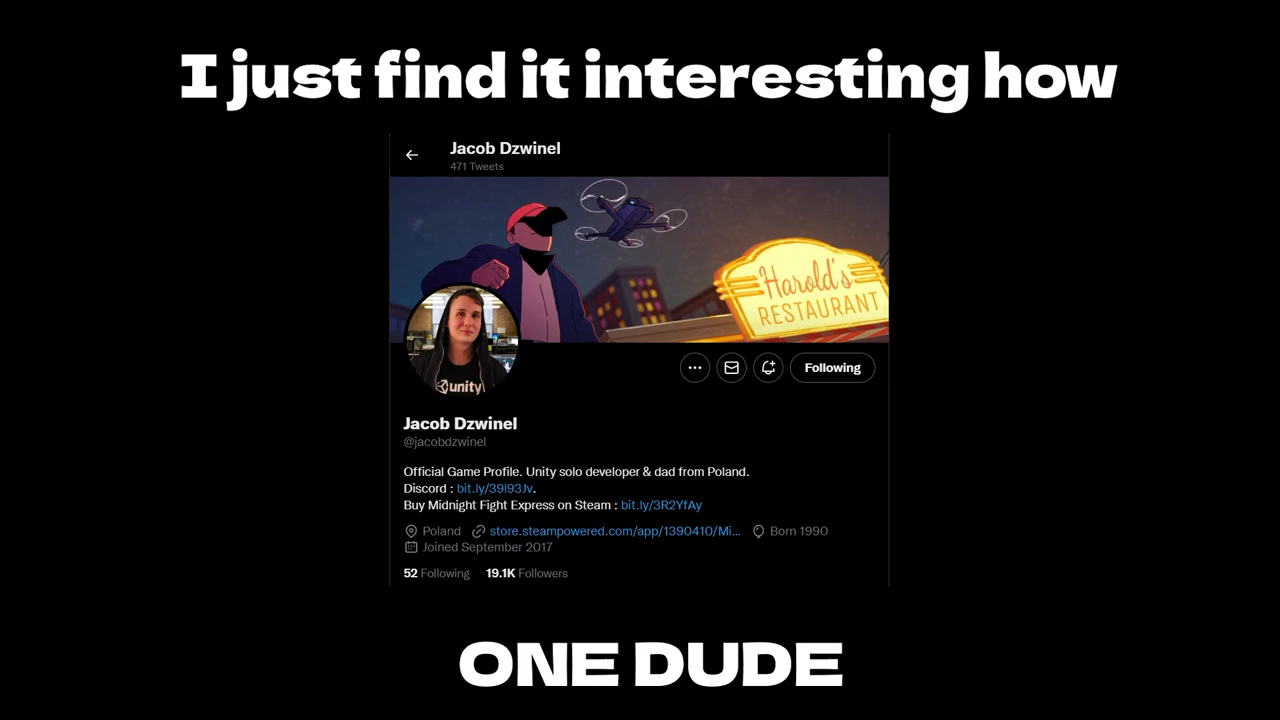 I just find it interesting how
Jacob Dzwinel
471 Tweets
Harold's
RESTAURANT
unity
Following
Jacob Dzwinel
@jacobdzwinel
Official Game Profile. Unity solo developer & dad from Poland.
Discord : bit.ly/39I93Jv.
Buy Midnight Fight Express on Steam : bit.ly/3R2YfAy
Poland store.steampowered.com/app/1390410/Mi... Born 1990
Joined September 2017
52 Following 19.1K Followers
ONE DUDE